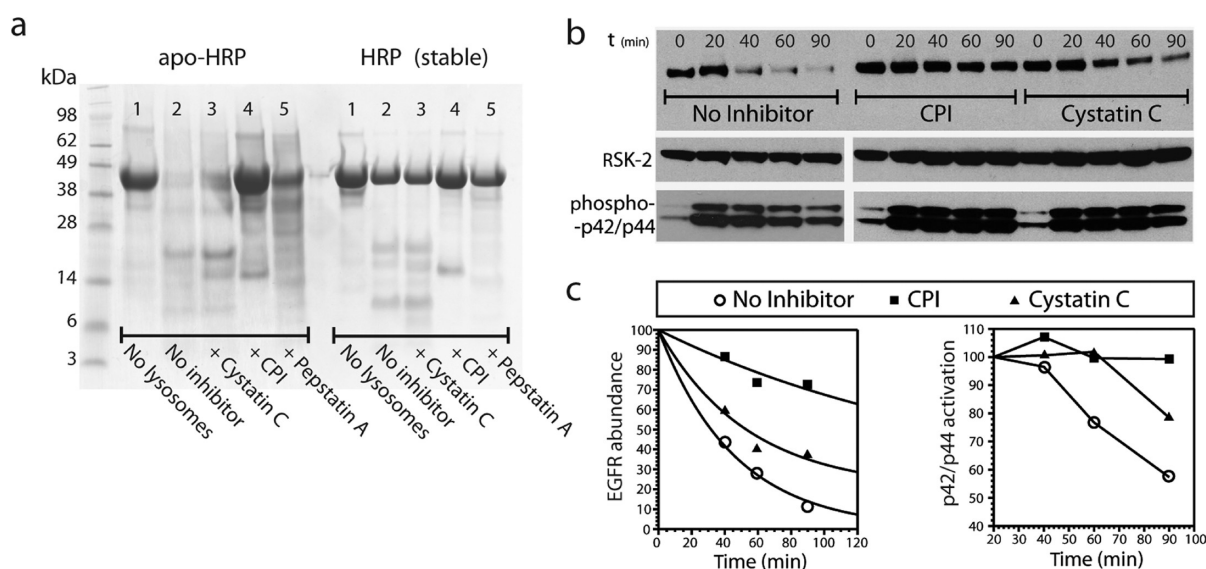 a
apo-HRP
HRP (stable)
kDa
98
62
49
38
28
14
6
3
1 2 3 4 5
1 2 3 4 5
No lysosomes
No inhibitor
+ Cystatin C
+ CPI
+ Pepstatin A
No lysosomes
No inhibitor
+ Cystatin C
+ CPI
+ Pepstatin A
b
t (min) 0 20 40 60 90 0 20 40 60 90 0 20 40 60 90
No Inhibitor CPI Cystatin C
RSK-2
phospho-
-p42/p44
c
No Inhibitor CPI Cystatin C
EGFR abundance
100
90
80
70
60
50
40
30
20
10
0
0 20 40 60 80 100 120
Time (min)
p42/p44 activation
110
100
90
80
70
60
50
40
20 30 40 50 60 70 80 90 100
Time (min)